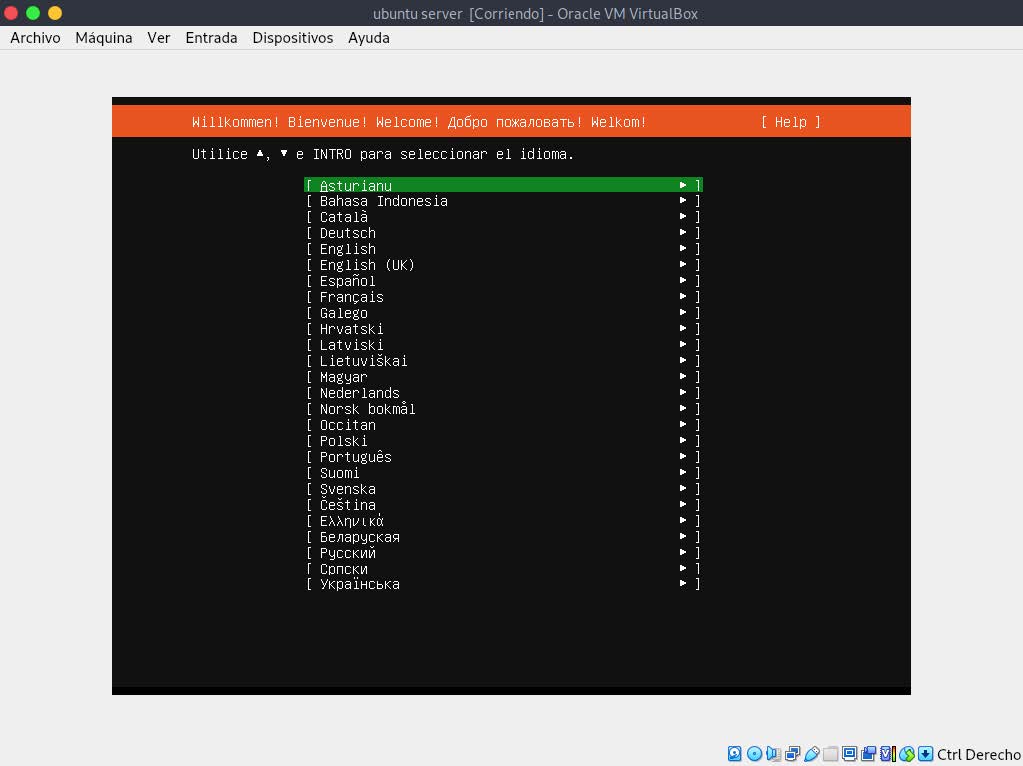 ubuntu server [Corriendo] - Oracle VM VirtualBox
Archivo Máquina Ver Entrada Dispositivos Ayuda
Willkommen! Bienvenue! Welcome! Добро пожаловать! Welkom! [ Help ]
Utilice ▲, ▼ e INTRO para seleccionar el idioma.
[ Asturianu ▸ ]
[ Bahasa Indonesia ▸ ]
[ Català ▸ ]
[ Deutsch ▸ ]
[ English ▸ ]
[ English (UK) ▸ ]
[ Español ▸ ]
[ Français ▸ ]
[ Galego ▸ ]
[ Hrvatski ▸ ]
[ Latviski ▸ ]
[ Lietuviškai ▸ ]
[ Magyar ▸ ]
[ Nederlands ▸ ]
[ Norsk bokmål ▸ ]
[ Occitan ▸ ]
[ Polski ▸ ]
[ Português ▸ ]
[ Suomi ▸ ]
[ Svenska ▸ ]
[ Čeština ▸ ]
[ Ελληνικά ▸ ]
[ Беларуская ▸ ]
[ Русский ▸ ]
[ Српски ▸ ]
[ Українська ▸ ]
Ctrl Derecho